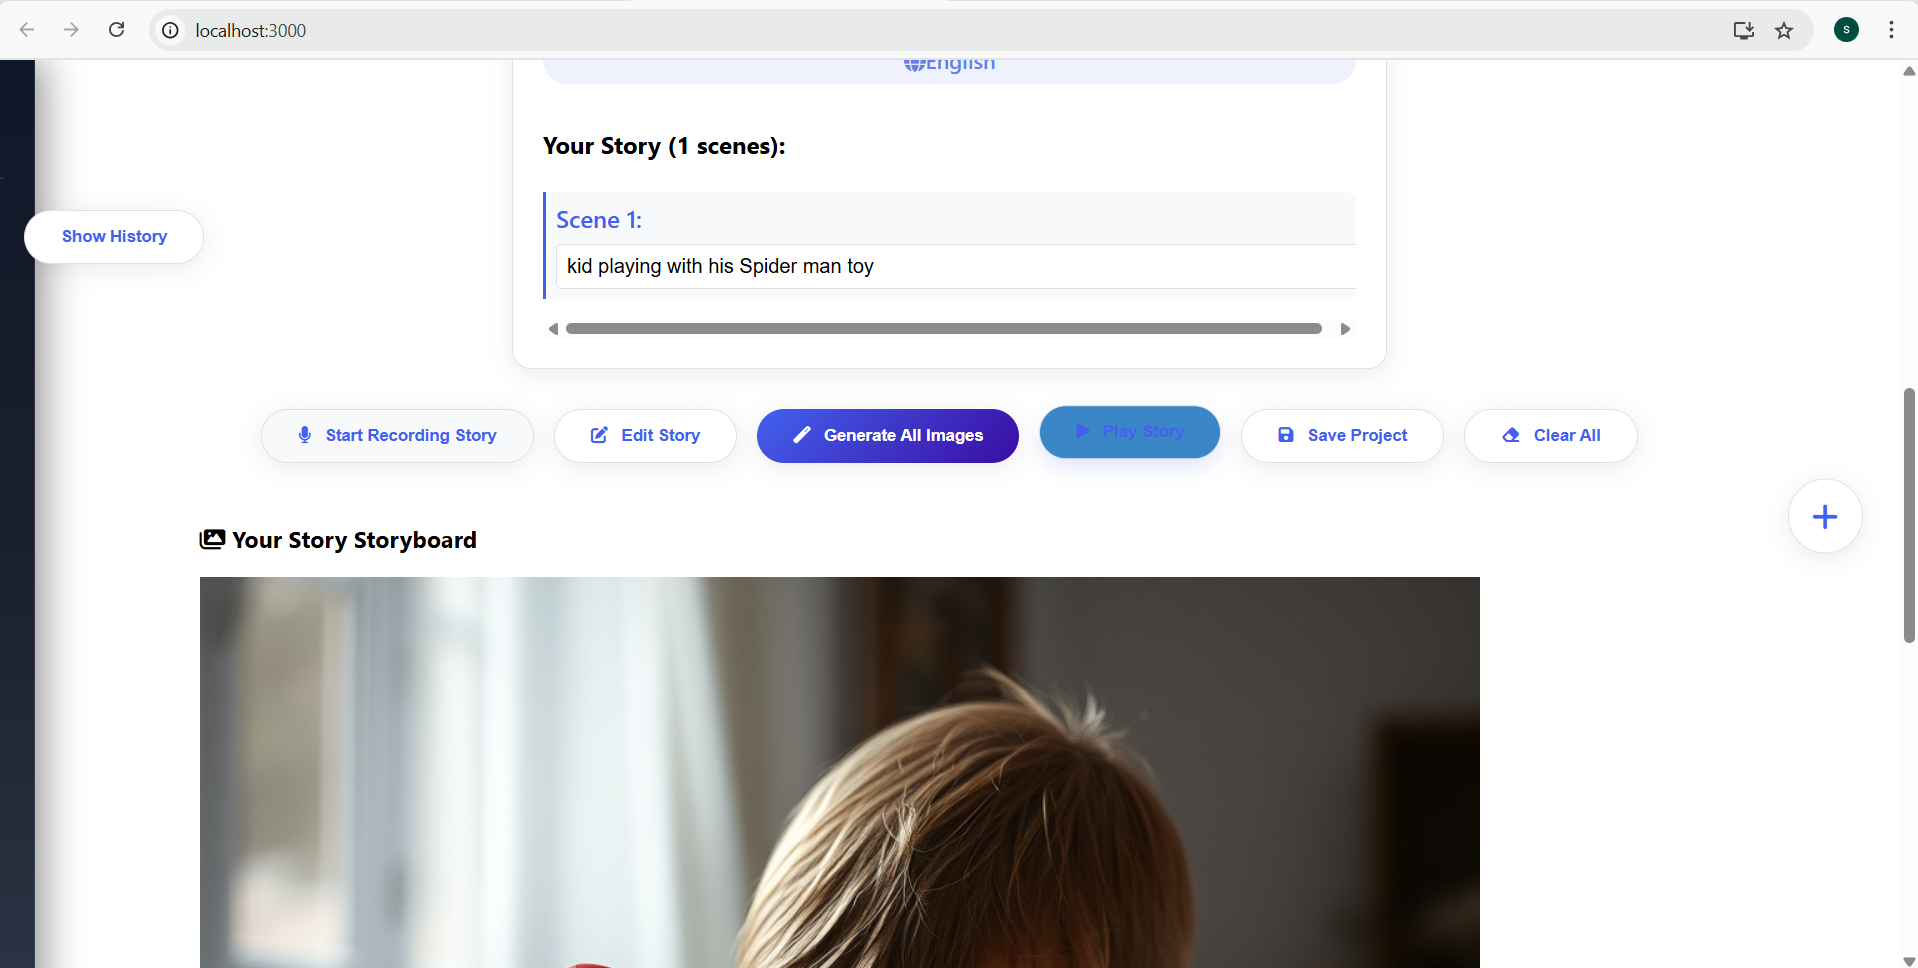 localhost:3000
S
English
Your Story (1 scenes):
Scene 1:
Show History
kid playing with his Spider man toy
Start Recording Story
Edit Story
Generate All Images
Play Story
Save Project
Clear All
Your Story Storyboard